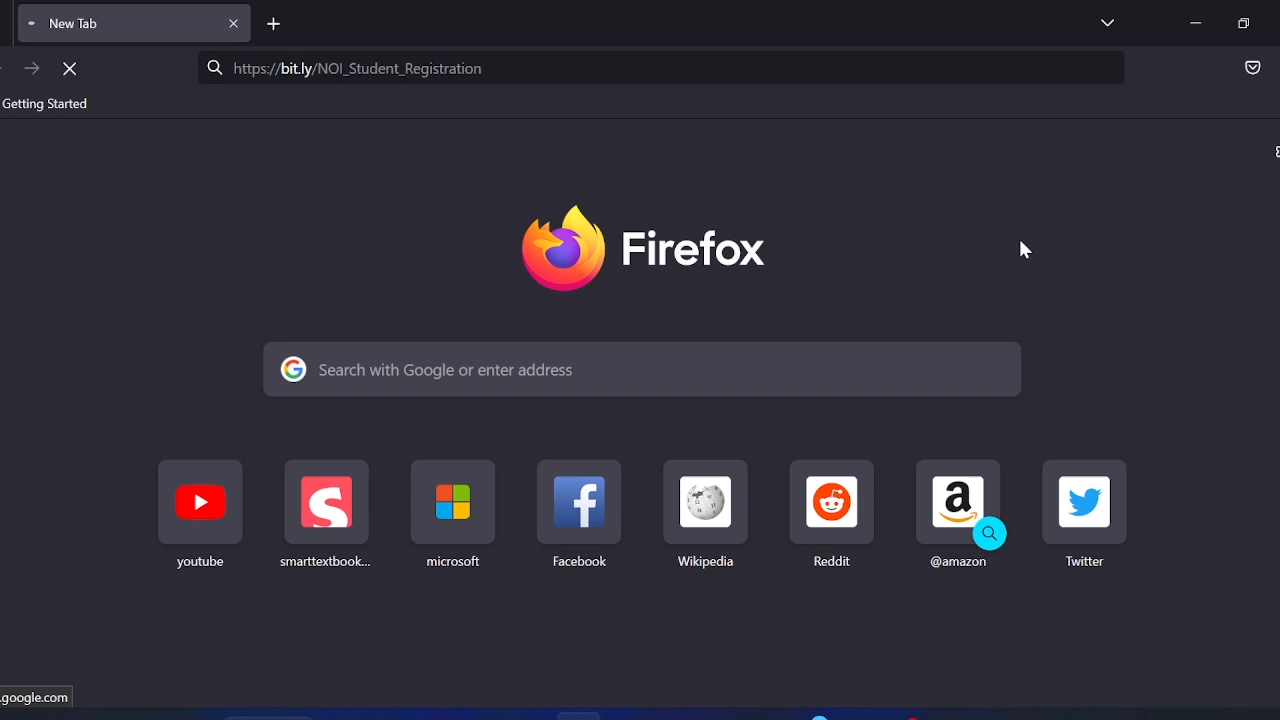 New Tab
https://bit.ly/NOI_Student_Registration
Getting Started
Firefox
Search with Google or enter address
youtube
smarttextbook...
microsoft
Facebook
Wikipedia
Reddit
@amazon
Twitter
.google.com